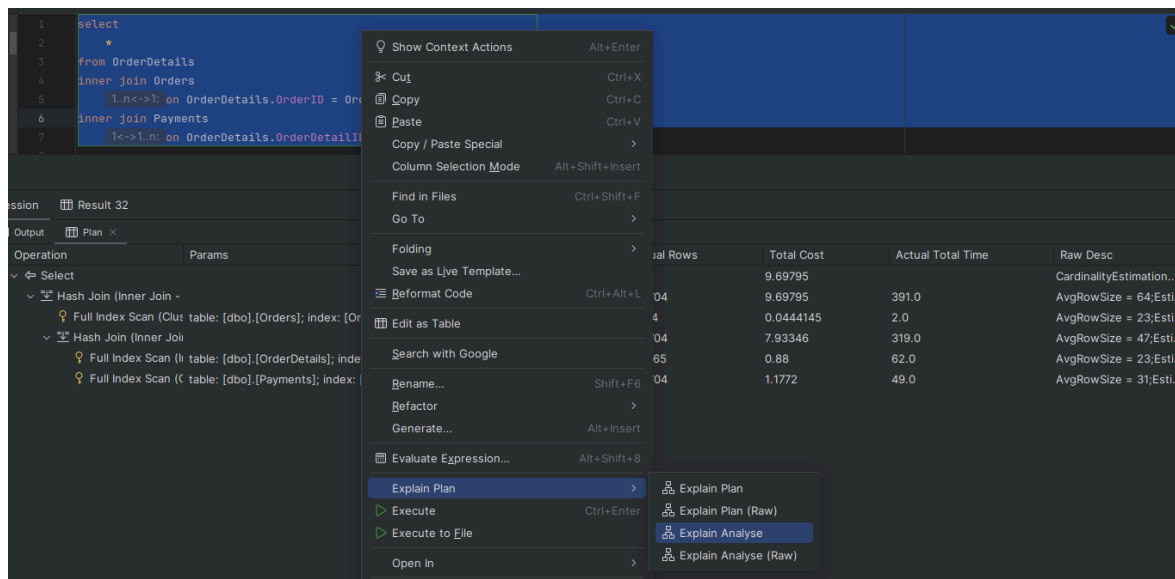 1 select
2 *
3 from OrderDetails
4 inner join Orders
5 1..n<->1: on OrderDetails.OrderID = Ord
6 inner join Payments
7 1<->1..n: on OrderDetails.OrderDetailID
Show Context Actions Alt+Enter
Cut Ctrl+X
Copy Ctrl+C
Paste Ctrl+V
Copy / Paste Special
Column Selection Mode Alt+Shift+Insert
Find in Files Ctrl+Shift+F
Go To
Folding
Save as Live Template...
Reformat Code Ctrl+Alt+L
Edit as Table
Search with Google
Rename... Shift+F6
Refactor
Generate... Alt+Insert
Evaluate Expression... Alt+Shift+8
Explain Plan
Execute Ctrl+Enter
Execute to File
Open In
Explain Plan
Explain Plan (Raw)
Explain Analyse
Explain Analyse (Raw)
ession Result 32
Output Plan
Operation Params ual Rows Total Cost Actual Total Time Raw Desc
Select 9.69795 CardinalityEstimation..
Hash Join (Inner Join - 04 9.69795 391.0 AvgRowSize = 64;Esti.
Full Index Scan (Clus table: [dbo].[Orders]; index: [Or 4 0.0444145 2.0 AvgRowSize = 23;Esti.
Hash Join (Inner Joi 04 7.93346 319.0 AvgRowSize = 47;Esti.
Full Index Scan (I table: [dbo].[OrderDetails]; inde 65 0.88 62.0 AvgRowSize = 23;Esti.
Full Index Scan (C table: [dbo].[Payments]; index: [ 04 1.1772 49.0 AvgRowSize = 31;Esti.